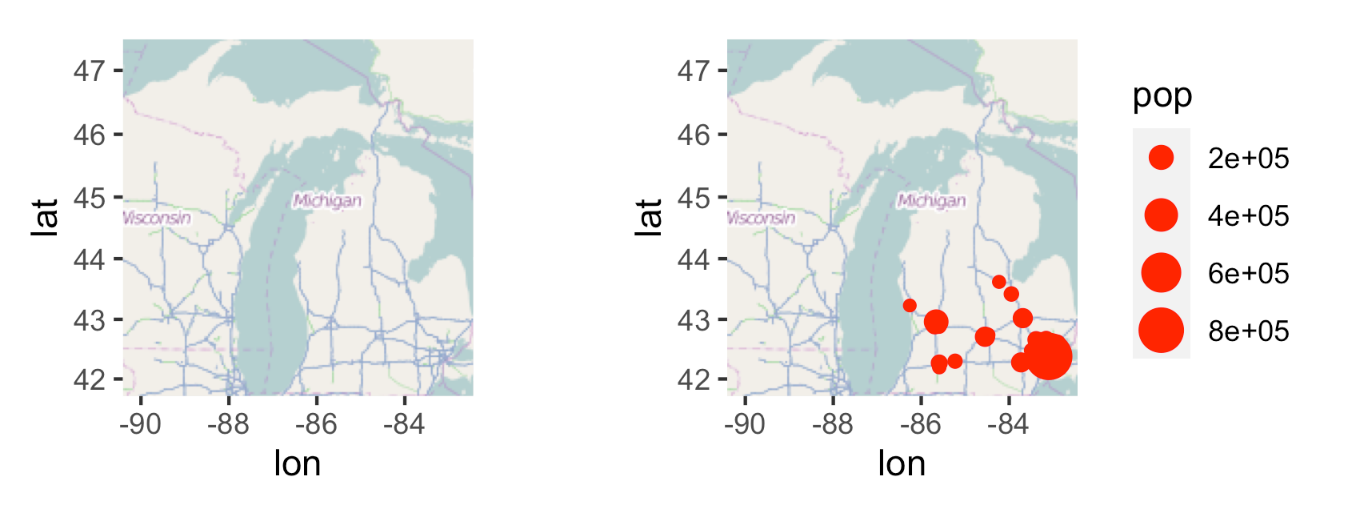 47
46
45
44
43
42
lat
-90
-88
-86
-84
lon
Michigan
Wisconsin
47
46
45
44
43
42
lat
-90
-88
-86
-84
lon
Michigan
Wisconsin
pop
2e+05
4e+05
6e+05
8e+05